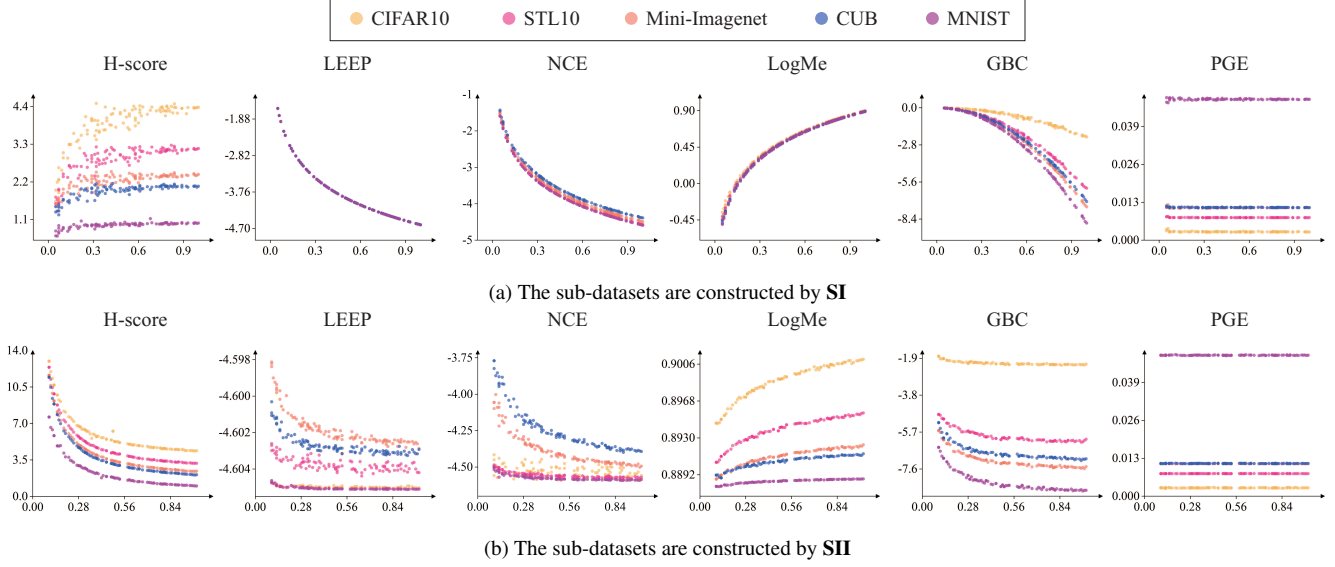 CIFAR10 STL10 Mini-Imagenet CUB MNIST
H-score LEEP NCE LogMe GBC PGE
4.4 3.3 2.2 1.1 0.0 0.3 0.6 0.9
-1.88 -2.82 -3.76 -4.70 0.0 0.3 0.6 0.9
-1 -2 -3 -4 -5 0.0 0.3 0.6 0.9
0.90 0.45 0.00 -0.45 0.0 0.3 0.6 0.9
0.0 -2.8 -5.6 -8.4 0.0 0.3 0.6 0.9
0.039 0.026 0.013 0.000 0.0 0.3 0.6 0.9
(a) The sub-datasets are constructed by SI
H-score LEEP NCE LogMe GBC PGE
14.0 10.5 7.0 3.5 0.0 0.00 0.28 0.56 0.84
-4.598 -4.600 -4.602 -4.604 0.00 0.28 0.56 0.84
-3.75 -4.00 -4.25 -4.50 0.00 0.28 0.56 0.84
0.9006 0.8968 0.8930 0.8892 0.00 0.28 0.56 0.84
-1.9 -3.8 -5.7 -7.6 0.00 0.28 0.56 0.84
0.039 0.026 0.013 0.000 0.00 0.28 0.56 0.84
(b) The sub-datasets are constructed by SII